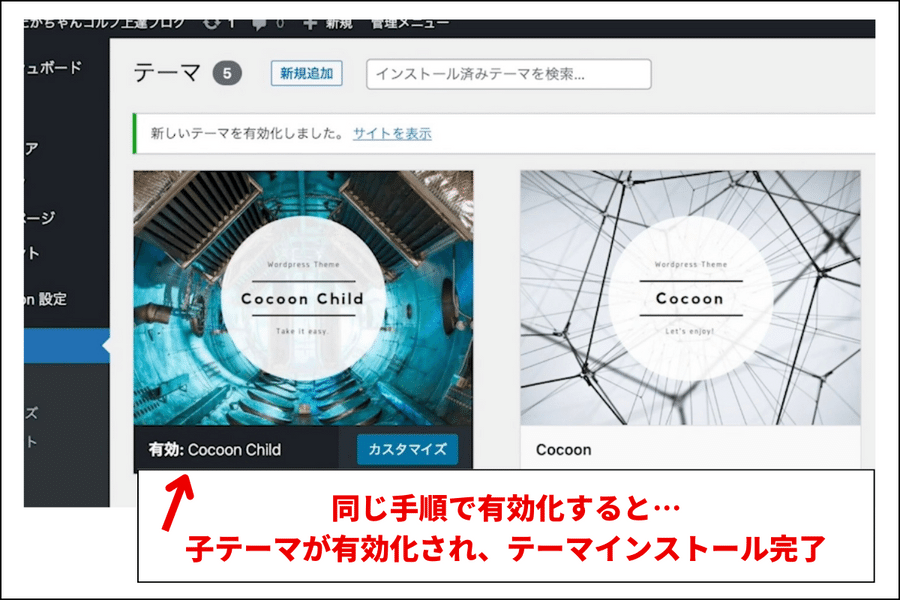 たかちゃんゴルフ上達ブログ 1 0 新規 管理メニュー
ュボード
テーマ 5 新規追加 インストール済みテーマを検索...
新しいテーマを有効化しました。 サイトを表示
ア
ページ
ント
on 設定
ズ
ト
Wordpress Theme
Cocoon Child
Take it easy.
Wordpress Theme
Cocoon
Let's enjoy!
有効: Cocoon Child カスタマイズ
Cocoon
同じ手順で有効化すると…
子テーマが有効化され、テーマインストール完了